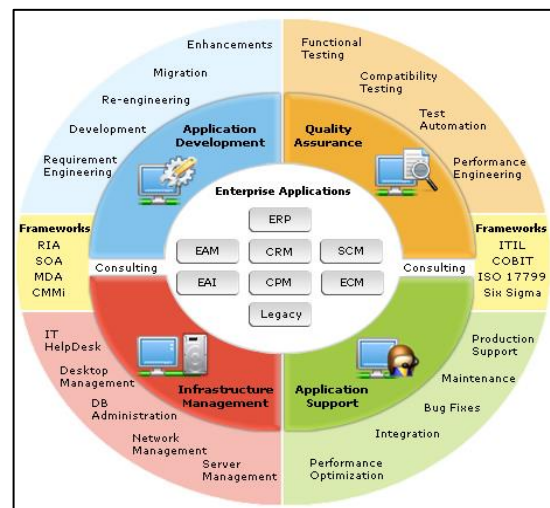 Enhancements
Migration
Re-engineering
Development
Requirement
Engineering
Application
Development
Functional
Testing
Compatibility
Testing
Test
Automation
Performance
Engineering
Quality
Assurance
Enterprise Applications
ERP
EAM
CRM
SCM
EAI
CPM
ECM
Legacy
Frameworks
RIA
SOA
MDA
CMMi
Consulting
Consulting
Frameworks
ITIL
COBIT
ISO 17799
Six Sigma
IT
HelpDesk
Desktop
Management
DB
Administration
Network
Management
Server
Management
Infrastructure
Management
Application
Support
Production
Support
Maintenance
Bug Fixes
Integration
Performance
Optimization